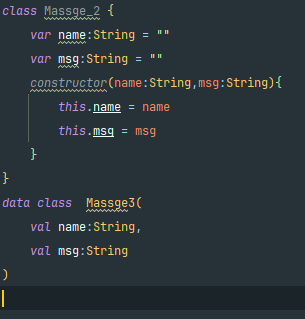 class Massge_2 {
    var name:String = ""
    var msg:String = ""
    constructor(name:String,msg:String){
        this.name = name
        this.msg = msg
    }
}
data class  Massge3(
    val name:String,
    val msg:String
)